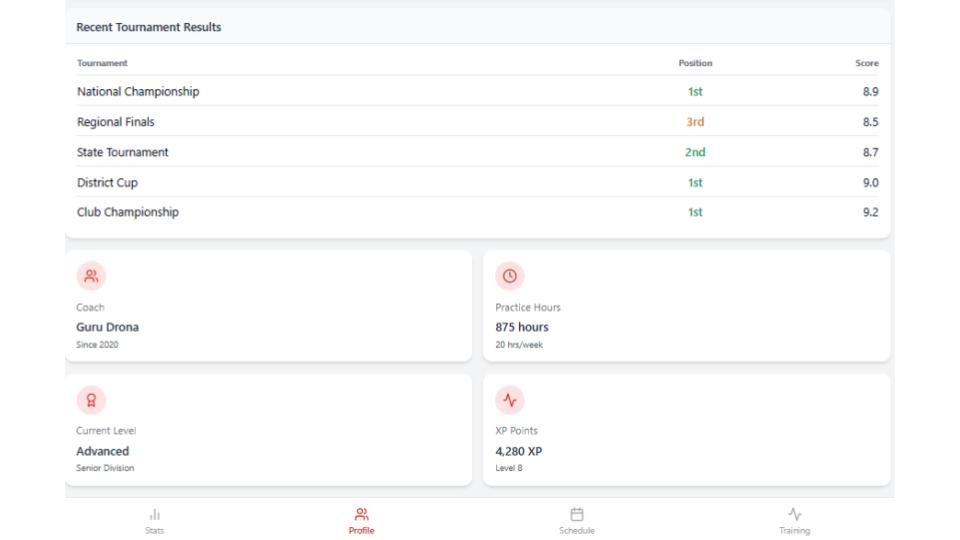 Recent Tournament Results
Tournament Position Score
National Championship 1st 8.9
Regional Finals 3rd 8.5
State Tournament 2nd 8.7
District Cup 1st 9.0
Club Championship 1st 9.2
Coach
Guru Drona
Since 2020
Practice Hours
875 hours
20 hrs/week
Current Level
Advanced
Senior Division
XP Points
4,280 XP
Level 8
Stats Profile Schedule Training